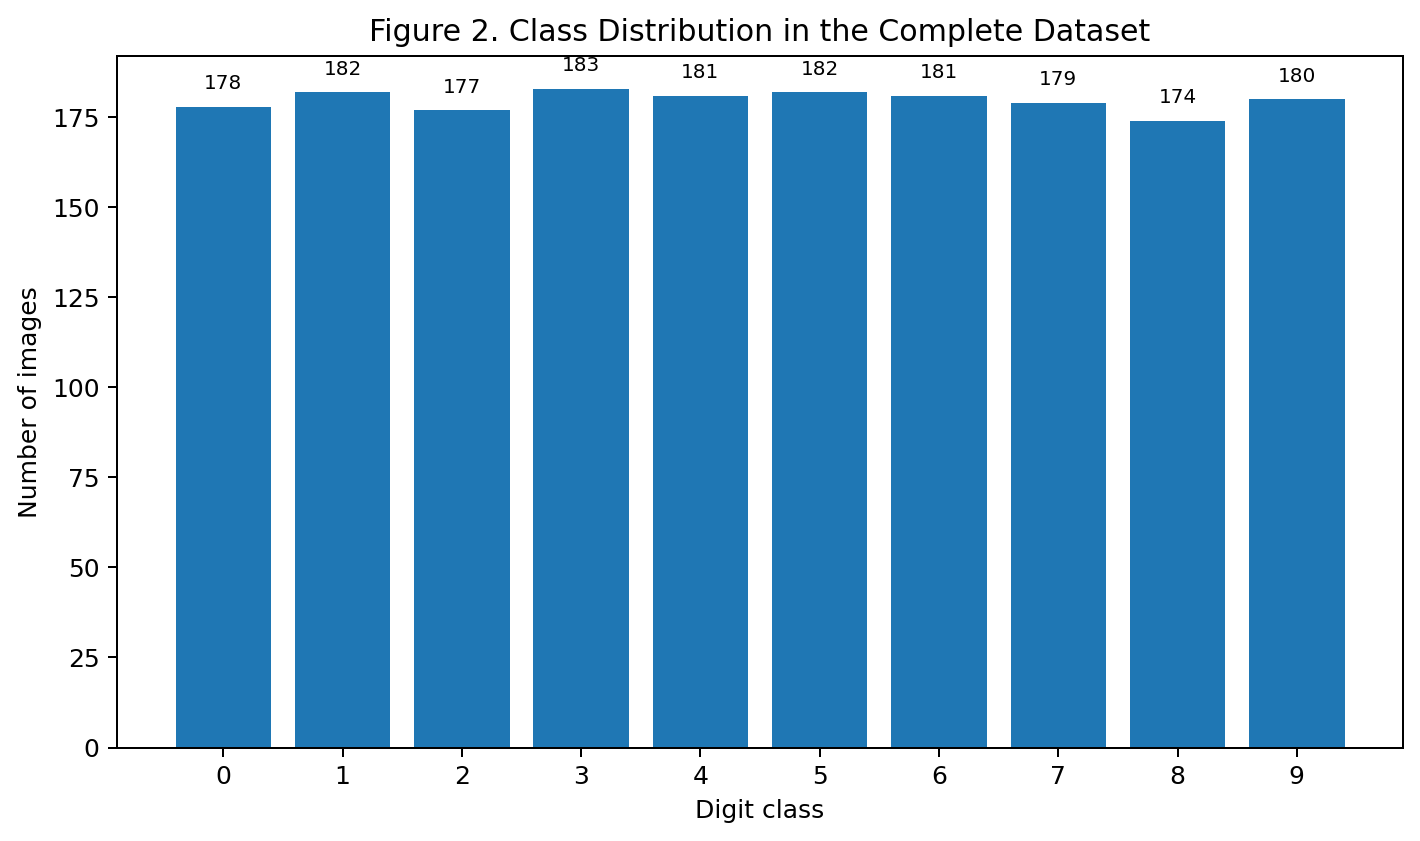 Figure 2. Class Distribution in the Complete Dataset
178 182 177 183 181 182 181 179 174 180
175
150
125
100
75
50
25
0
Number of images
0 1 2 3 4 5 6 7 8 9
Digit class